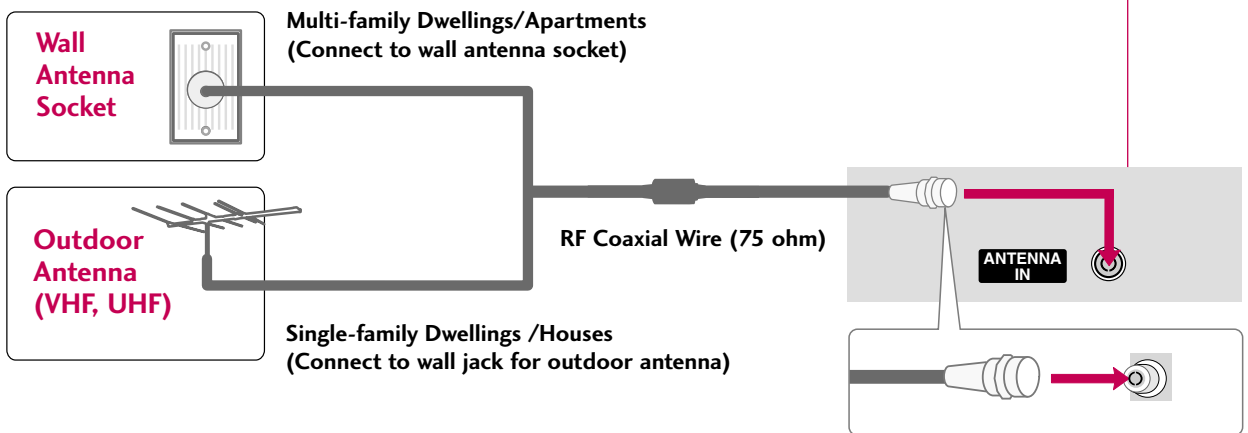 Multi-family Dwellings/Apartments
(Connect to wall antenna socket)
Wall
Antenna
Socket
Outdoor
Antenna
(VHF, UHF)
RF Coaxial Wire (75 ohm)
ANTENNA
IN
Single-family Dwellings /Houses
(Connect to wall jack for outdoor antenna)